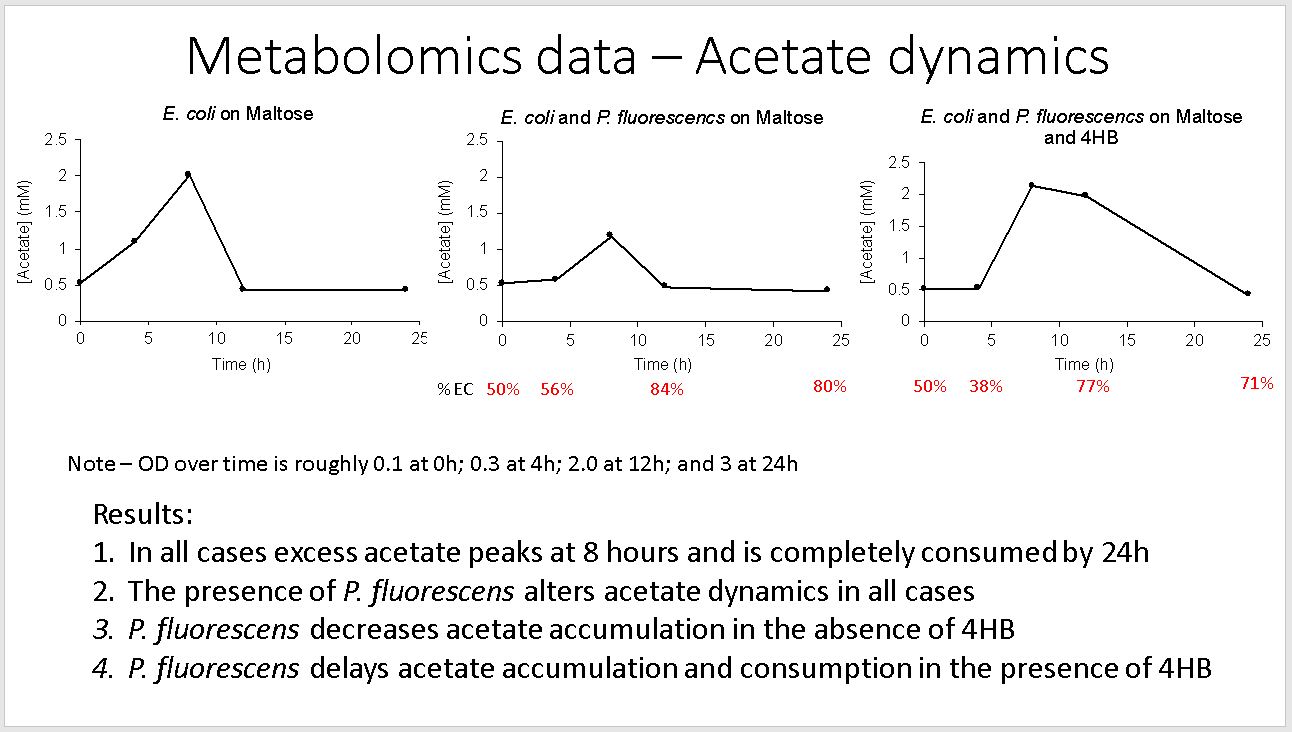 Metabolomics data – Acetate dynamics
E. coli on Maltose
2.5
2
1.5
1
0.5
0
[Acetate] (mM)
0 5 10 15 20 25
Time (h)
E. coli and P. fluorescencs on Maltose
2.5
2
1.5
1
0.5
0
[Acetate] (mM)
0 5 10 15 20 25
Time (h)
E. coli and P. fluorescencs on Maltose
and 4HB
2.5
2
1.5
1
0.5
0
[Acetate] (mM)
0 5 10 15 20 25
Time (h)
% EC 50% 56% 84% 80% 50% 38% 77% 71%
Note – OD over time is roughly 0.1 at 0h; 0.3 at 4h; 2.0 at 12h; and 3 at 24h
Results:
1. In all cases excess acetate peaks at 8 hours and is completely consumed by 24h
2. The presence of P. fluorescens alters acetate dynamics in all cases
3. P. fluorescens decreases acetate accumulation in the absence of 4HB
4. P. fluorescens delays acetate accumulation and consumption in the presence of 4HB